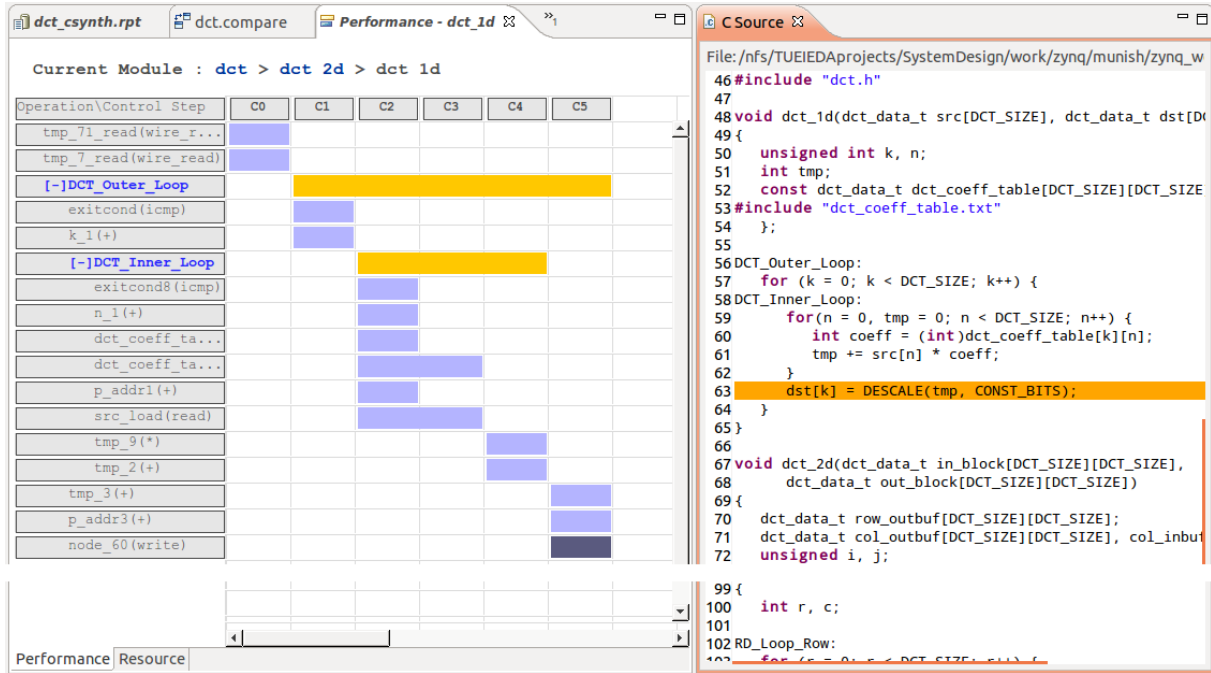 dct_csynth.rpt
dct.compare
Performance - dct_1d
»1
Current Module : dct > dct 2d > dct 1d
Operation\Control Step C0 C1 C2 C3 C4 C5
tmp_71_read(wire_r...
tmp_7_read(wire_read)
[-]DCT_Outer_Loop
exitcond(icmp)
k_1(+)
[-]DCT_Inner_Loop
exitcond8(icmp)
n_1(+)
dct_coeff_ta...
dct_coeff_ta...
p_addr1(+)
src_load(read)
tmp_9(*)
tmp_2(+)
tmp_3(+)
p_addr3(+)
node_60(write)
Performance Resource
C Source
File:/nfs/TUEIEDAprojects/SystemDesign/work/zynq/munish/zynq_w
46 #include "dct.h"
47
48 void dct_1d(dct_data_t src[DCT_SIZE], dct_data_t dst[D
49 {
50 unsigned int k, n;
51 int tmp;
52 const dct_data_t dct_coeff_table[DCT_SIZE][DCT_SIZE
53 #include "dct_coeff_table.txt"
54 };
55
56 DCT_Outer_Loop:
57 for (k = 0; k < DCT_SIZE; k++) {
58 DCT_Inner_Loop:
59 for(n = 0, tmp = 0; n < DCT_SIZE; n++) {
60 int coeff = (int)dct_coeff_table[k][n];
61 tmp += src[n] * coeff;
62 }
63 dst[k] = DESCALE(tmp, CONST_BITS);
64 }
65 }
66
67 void dct_2d(dct_data_t in_block[DCT_SIZE][DCT_SIZE],
68 dct_data_t out_block[DCT_SIZE][DCT_SIZE])
69 {
70 dct_data_t row_outbuf[DCT_SIZE][DCT_SIZE];
71 dct_data_t col_outbuf[DCT_SIZE][DCT_SIZE], col_inbuf
72 unsigned i, j;
99 {
100 int r, c;
101
102 RD_Loop_Row:
103 for (r = 0; r < DCT_SIZE; r++) {